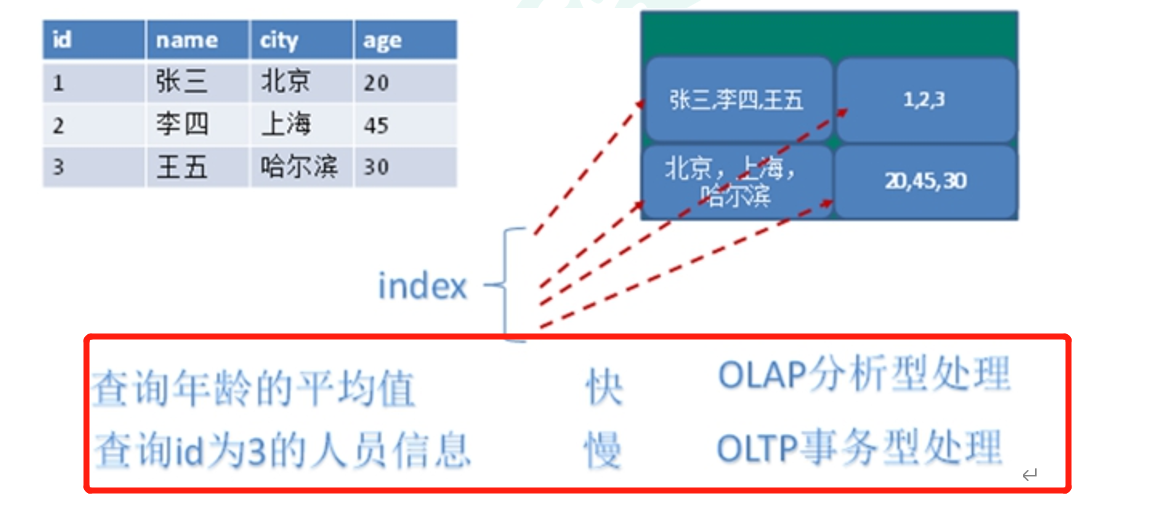 id name city age
1 张三 北京 20
2 李四 上海 45
3 王五 哈尔滨 30
张三,李四,王五
1,2,3
北京，上海，
哈尔滨
20,45,30
index
查询年龄的平均值 快 OLAP分析型处理
查询id为3的人员信息 慢 OLTP事务型处理